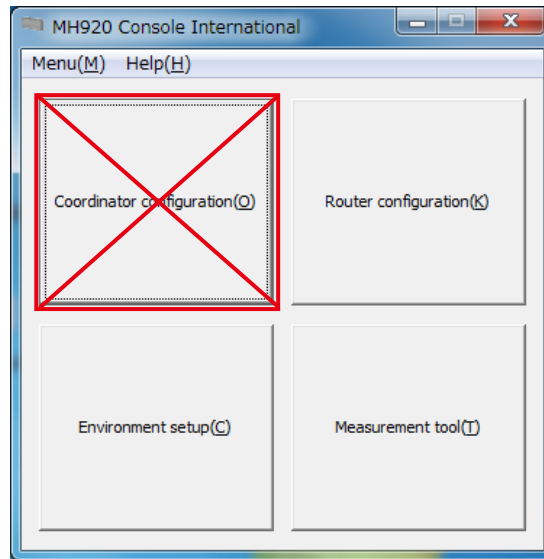 MH920 Console International
Menu(M) Help(H)
Coordinator configuration(O)
Router configuration(K)
Environment setup(C)
Measurement tool(T)